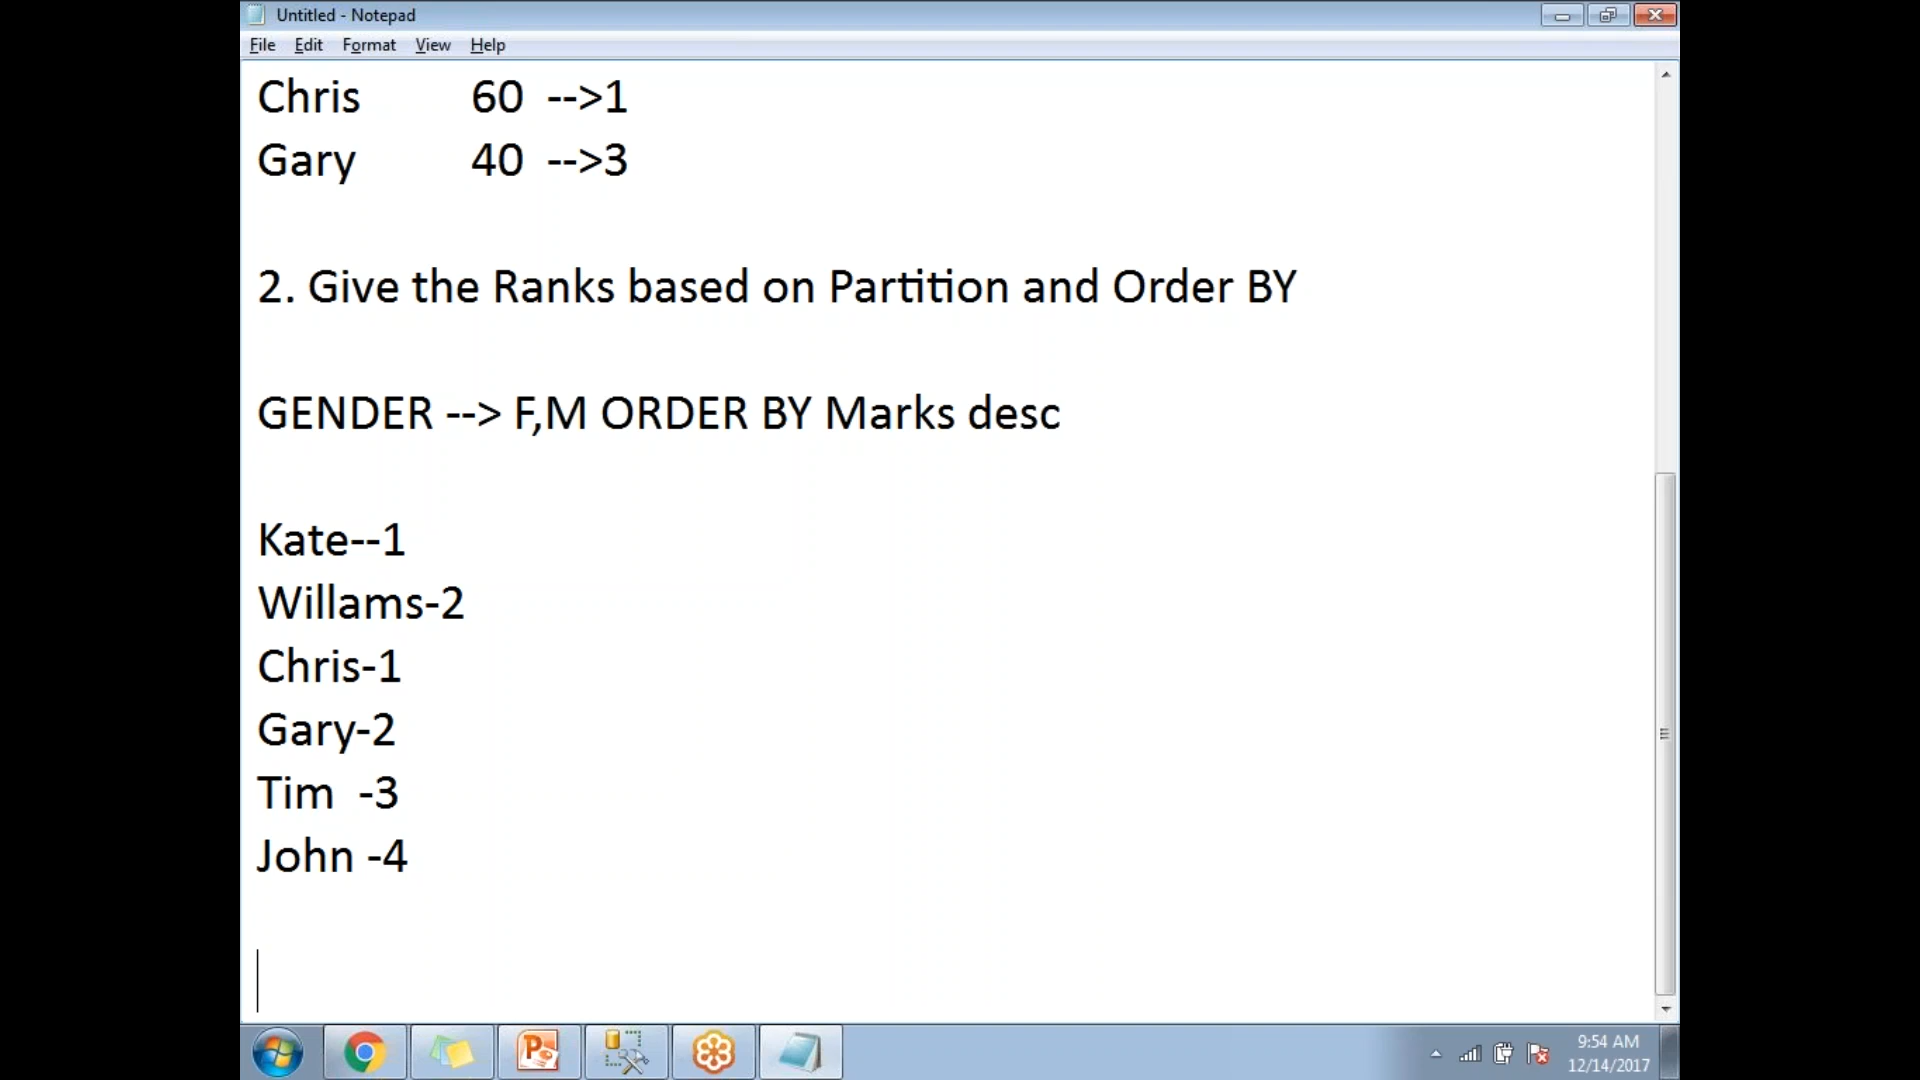 Untitled - Notepad
File Edit Format View Help
Chris 60 -->1
Gary 40 -->3
2. Give the Ranks based on Partition and Order BY
GENDER --> F,M ORDER BY Marks desc
Kate--1
Willams-2
Chris-1
Gary-2
Tim -3
John -4
9:54 AM
12/14/2017